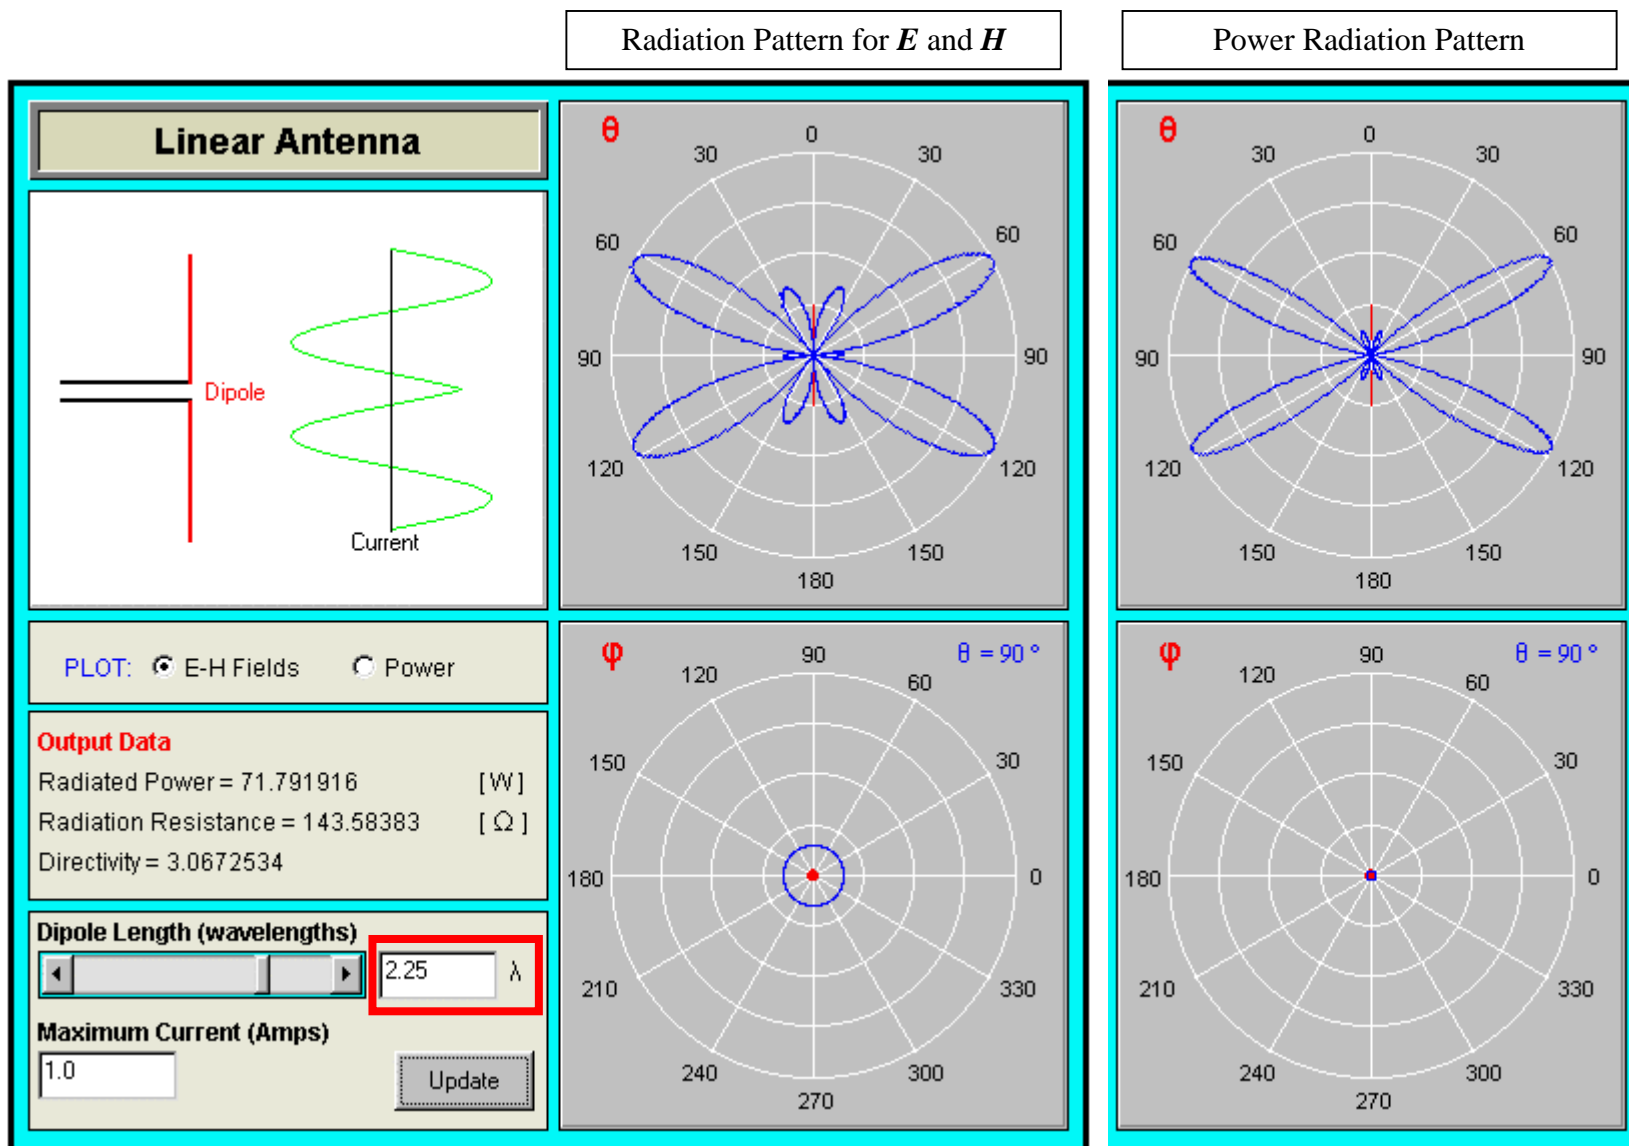 Radiation Pattern for E and H
Power Radiation Pattern
Linear Antenna
Dipole
Current
PLOT: E-H Fields Power
Output Data
Radiated Power = 71.791916 [W]
Radiation Resistance = 143.58383 [Ω]
Directivity = 3.0672534
Dipole Length (wavelengths)
2.25 λ
Maximum Current (Amps)
1.0
Update
θ
0
30 30
60 60
90 90
120 120
150 150
180
φ
θ = 90 °
90
120 60
150 30
180 0
210 330
240 300
270
θ
0
30 30
60 60
90 90
120 120
150 150
180
φ
θ = 90 °
90
120 60
150 30
180 0
210 330
240 300
270